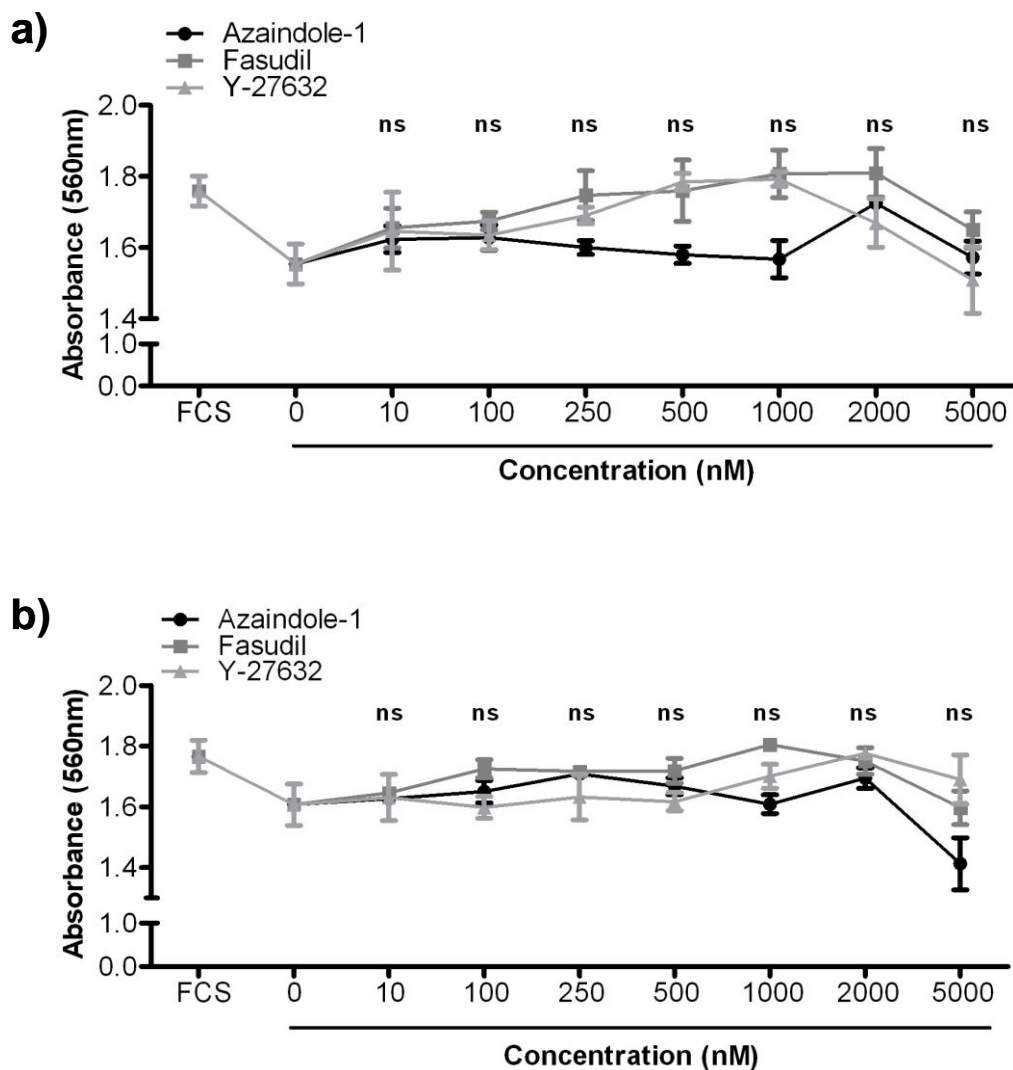 a)
Azaindole-1
Fasudil
Y-27632
Absorbance (560nm)
2.0
1.8
1.6
1.4
1.0
0.0
ns ns ns ns ns ns ns
FCS 0 10 100 250 500 1000 2000 5000
Concentration (nM)
b)
Azaindole-1
Fasudil
Y-27632
Absorbance (560nm)
2.0
1.8
1.6
1.4
1.0
0.0
ns ns ns ns ns ns ns
FCS 0 10 100 250 500 1000 2000 5000
Concentration (nM)